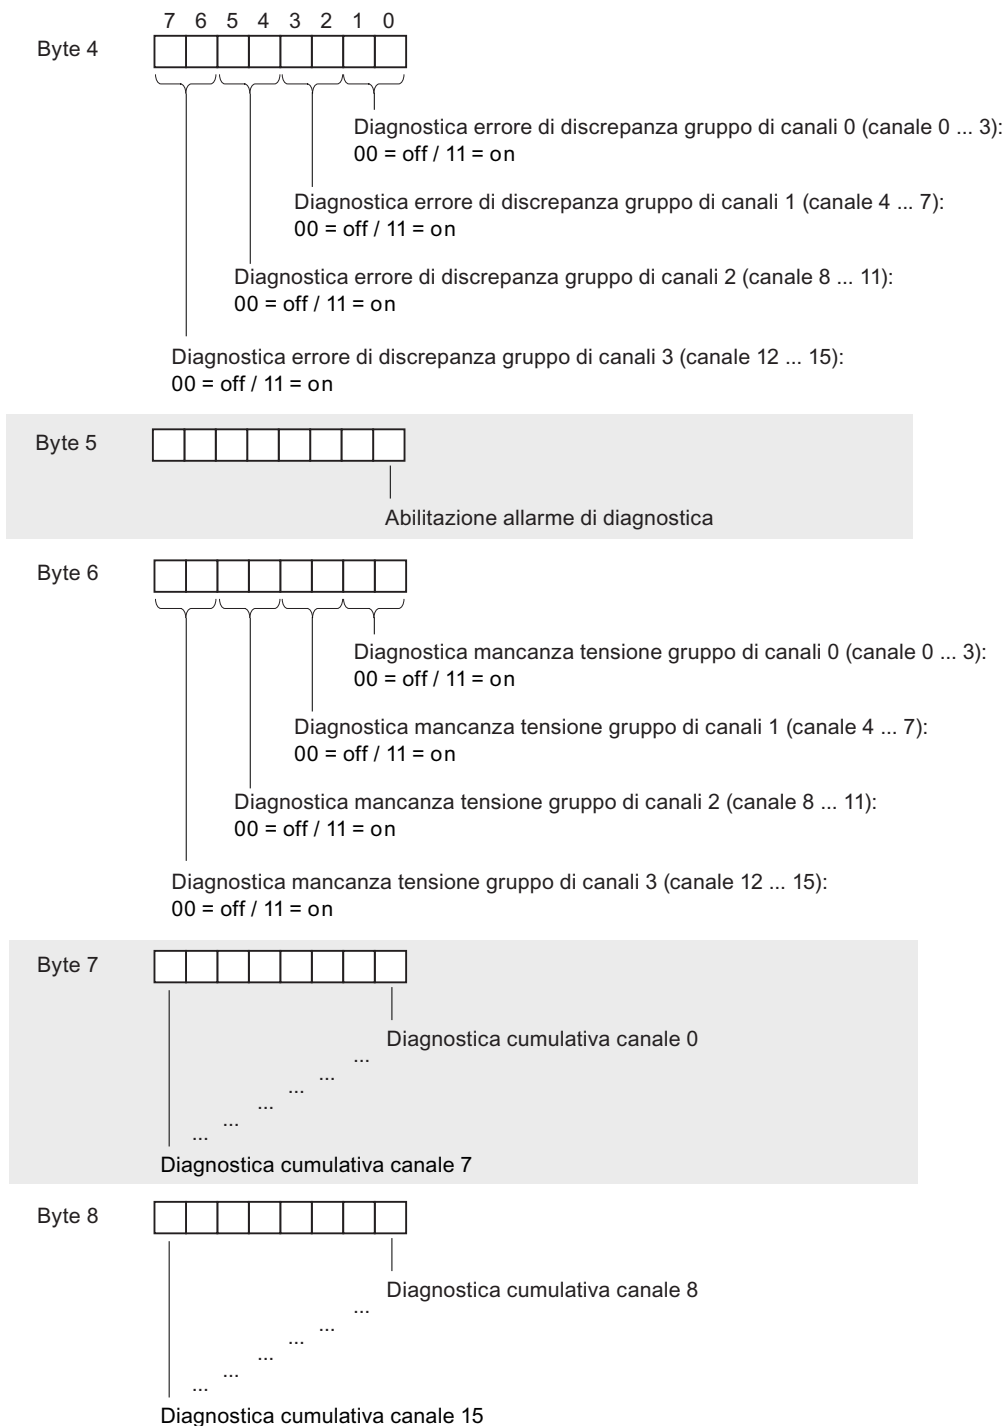 7 6 5 4 3 2 1 0
Byte 4
Diagnostica errore di discrepanza gruppo di canali 0 (canale 0 ... 3):
00 = off / 11 = on
Diagnostica errore di discrepanza gruppo di canali 1 (canale 4 ... 7):
00 = off / 11 = on
Diagnostica errore di discrepanza gruppo di canali 2 (canale 8 ... 11):
00 = off / 11 = on
Diagnostica errore di discrepanza gruppo di canali 3 (canale 12 ... 15):
00 = off / 11 = on
Byte 5
Abilitazione allarme di diagnostica
Byte 6
Diagnostica mancanza tensione gruppo di canali 0 (canale 0 ... 3):
00 = off / 11 = on
Diagnostica mancanza tensione gruppo di canali 1 (canale 4 ... 7):
00 = off / 11 = on
Diagnostica mancanza tensione gruppo di canali 2 (canale 8 ... 11):
00 = off / 11 = on
Diagnostica mancanza tensione gruppo di canali 3 (canale 12 ... 15):
00 = off / 11 = on
Byte 7
Diagnostica cumulativa canale 0
...
...
...
...
...
...
Diagnostica cumulativa canale 7
Byte 8
Diagnostica cumulativa canale 8
...
...
...
...
...
...
Diagnostica cumulativa canale 15